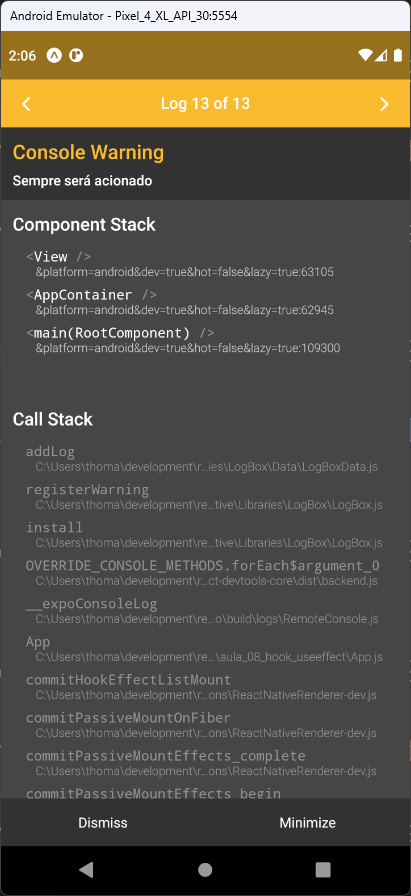 Android Emulator - Pixel_4_XL_API_30:5554
2:06
Log 13 of 13
Console Warning
Sempre será acionado
Component Stack
<View />
&platform=android&dev=true&hot=false&lazy=true:63105
<AppContainer />
&platform=android&dev=true&hot=false&lazy=true:62945
<main(RootComponent) />
&platform=android&dev=true&hot=false&lazy=true:109300
Call Stack
addLog
C:\Users\thoma\development\r...ies\LogBox\Data\LogBoxData.js
registerWarning
C:\Users\thoma\development\re...tive\Libraries\LogBox\LogBox.js
install
C:\Users\thoma\development\re...tive\Libraries\LogBox\LogBox.js
OVERRIDE_CONSOLE_METHODS.forEach$argument_0
C:\Users\thoma\development\re...ct-devtools-core\dist\backend.js
__expoConsoleLog
C:\Users\thoma\development\re...o\build\logs\RemoteConsole.js
App
C:\Users\thoma\development\re...\aula_08_hook_useeffect\App.js
commitHookEffectListMount
C:\Users\thoma\development\r...ons\ReactNativeRenderer-dev.js
commitPassiveMountOnFiber
C:\Users\thoma\development\r...ons\ReactNativeRenderer-dev.js
commitPassiveMountEffects_complete
C:\Users\thoma\development\r...ons\ReactNativeRenderer-dev.js
commitPassiveMountEffects_begin
Dismiss
Minimize